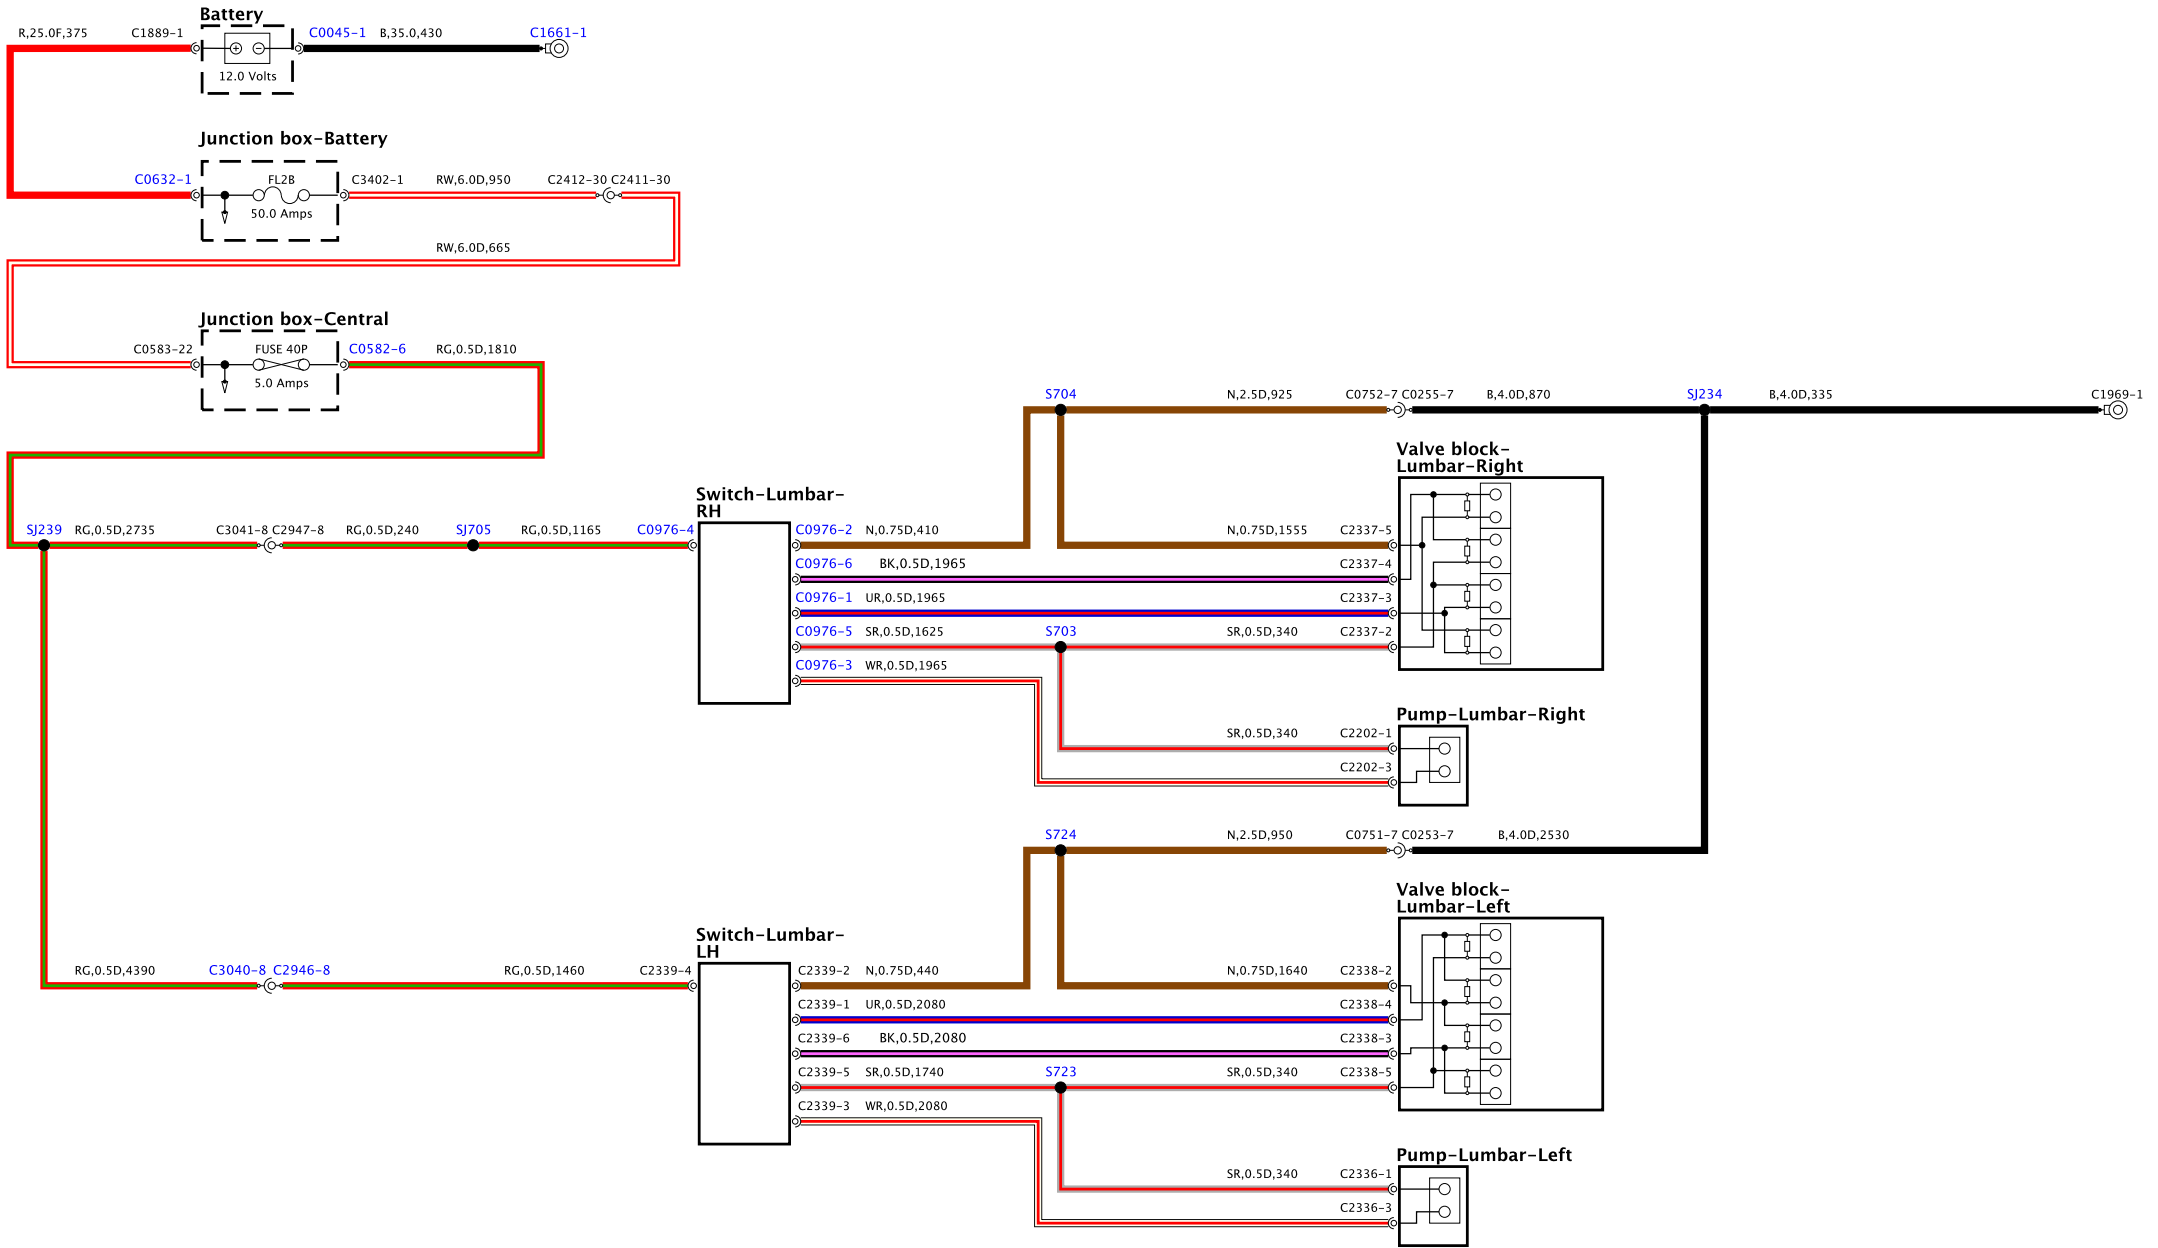 Battery
R,25.0F,375 C1889-1 C0045-1 B,35.0,430 C1661-1
12.0 Volts
Junction box-Battery
C0632-1 FL2B C3402-1 RW,6.0D,950 C2412-30 C2411-30
50.0 Amps
RW,6.0D,665
Junction box-Central
C0583-22 FUSE 40P C0582-6 RG,0.5D,1810
5.0 Amps
S704 N,2.5D,925 C0752-7 C0255-7 B,4.0D,870 SJ234 B,4.0D,335 C1969-1
Valve block-
Lumbar-Right
Switch-Lumbar-
RH
SJ239 RG,0.5D,2735 C3041-8 C2947-8 RG,0.5D,240 SJ705 RG,0.5D,1165 C0976-4 C0976-2 N,0.75D,410 N,0.75D,1555 C2337-5
C0976-6 BK,0.5D,1965 C2337-4
C0976-1 UR,0.5D,1965 C2337-3
C0976-5 SR,0.5D,1625 S703 SR,0.5D,340 C2337-2
C0976-3 WR,0.5D,1965
Pump-Lumbar-Right
SR,0.5D,340 C2202-1
C2202-3
S724 N,2.5D,950 C0751-7 C0253-7 B,4.0D,2530
Valve block-
Lumbar-Left
Switch-Lumbar-
LH
RG,0.5D,4390 C3040-8 C2946-8 RG,0.5D,1460 C2339-4 C2339-2 N,0.75D,440 N,0.75D,1640 C2338-2
C2339-1 UR,0.5D,2080 C2338-4
C2339-6 BK,0.5D,2080 C2338-3
C2339-5 SR,0.5D,1740 S723 SR,0.5D,340 C2338-5
C2339-3 WR,0.5D,2080
Pump-Lumbar-Left
SR,0.5D,340 C2336-1
C2336-3